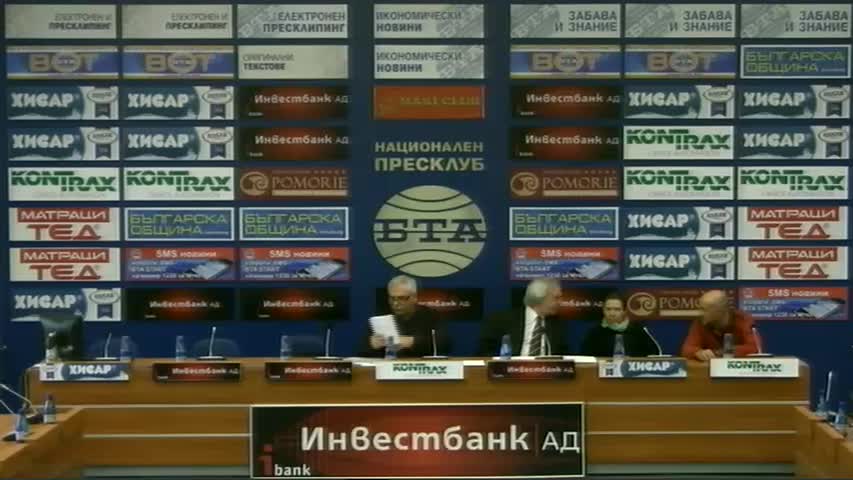 ЕЛЕКТРОНЕН И ПРЕСКЛИПИНГ
ЕЛЕКТРОНЕН И ПРЕСКЛИПИНГ
ЕЛЕКТРОНЕН И ПРЕСКЛИПИНГ
ИКОНОМИЧЕСКИ НОВИНИ
ЗАБАВА И ЗНАНИЕ
ЗАБАВА И ЗНАНИЕ
ЗАБАВА И ЗНАНИЕ
ВОТ
ВОТ
ОРИГИНАЛНИ ТЕКСТОВЕ
ИКОНОМИЧЕСКИ НОВИНИ
ВОТ
ВОТ
БЪЛГАРСКА ОБЩИНА
ХИСАР
ХИСАР
ИНВЕСТБАНК АД
MAXI CLUB
ИНВЕСТБАНК АД
ХИСАР
ХИСАР
ХИСАР
ХИСАР
ИНВЕСТБАНК АД
НАЦИОНАЛЕН
ПРЕСКЛУБ
ИНВЕСТБАНК АД
KONTRAX
ХИСАР
KONTRAX
KONTRAX
POMORIE
POMORIE
KONTRAX
KONTRAX
МАТРАЦИ ТЕД
БЪЛГАРСКА ОБЩИНА
БЪЛГАРСКА ОБЩИНА
БТА
БЪЛГАРСКА ОБЩИНА
ХИСАР
МАТРАЦИ ТЕД
МАТРАЦИ ТЕД
SMS НОВИНИ
SMS НОВИНИ
SMS НОВИНИ
ХИСАР
МАТРАЦИ ТЕД
ХИСАР
ИНВЕСТБАНК
POMORIE
SMS НОВИНИ
ХИСАР
ИНВЕСТБАНК АД
ИНВЕСТБАНК АД
KONTRAX
ИНВЕСТБАНК АД
ХИСАР
KONTRAX
ИНВЕСТБАНК АД
ibank